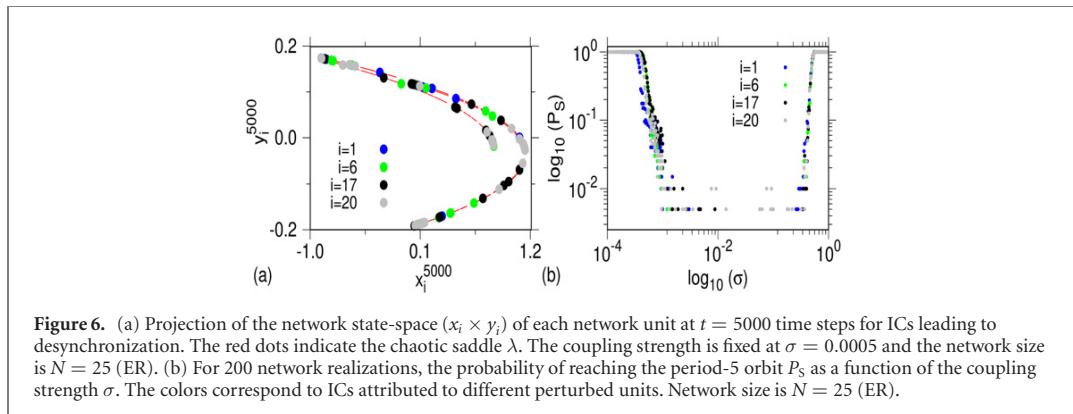 0.2
0.0
-0.2
y_i^5000
i=1
i=6
i=17
i=20
-1.0 0.1 1.2
(a) x_i^5000
10^0
10^-1
10^-2
log10 (P_S)
i=1
i=6
i=17
i=20
10^-4 10^-2 10^0
(b) log10 (σ)
Figure 6. (a) Projection of the network state-space (x_i × y_i) of each network unit at t = 5000 time steps for ICs leading to
desynchronization. The red dots indicate the chaotic saddle λ. The coupling strength is fixed at σ = 0.0005 and the network size
is N = 25 (ER). (b) For 200 network realizations, the probability of reaching the period-5 orbit P_S as a function of the coupling
strength σ. The colors correspond to ICs attributed to different perturbed units. Network size is N = 25 (ER).